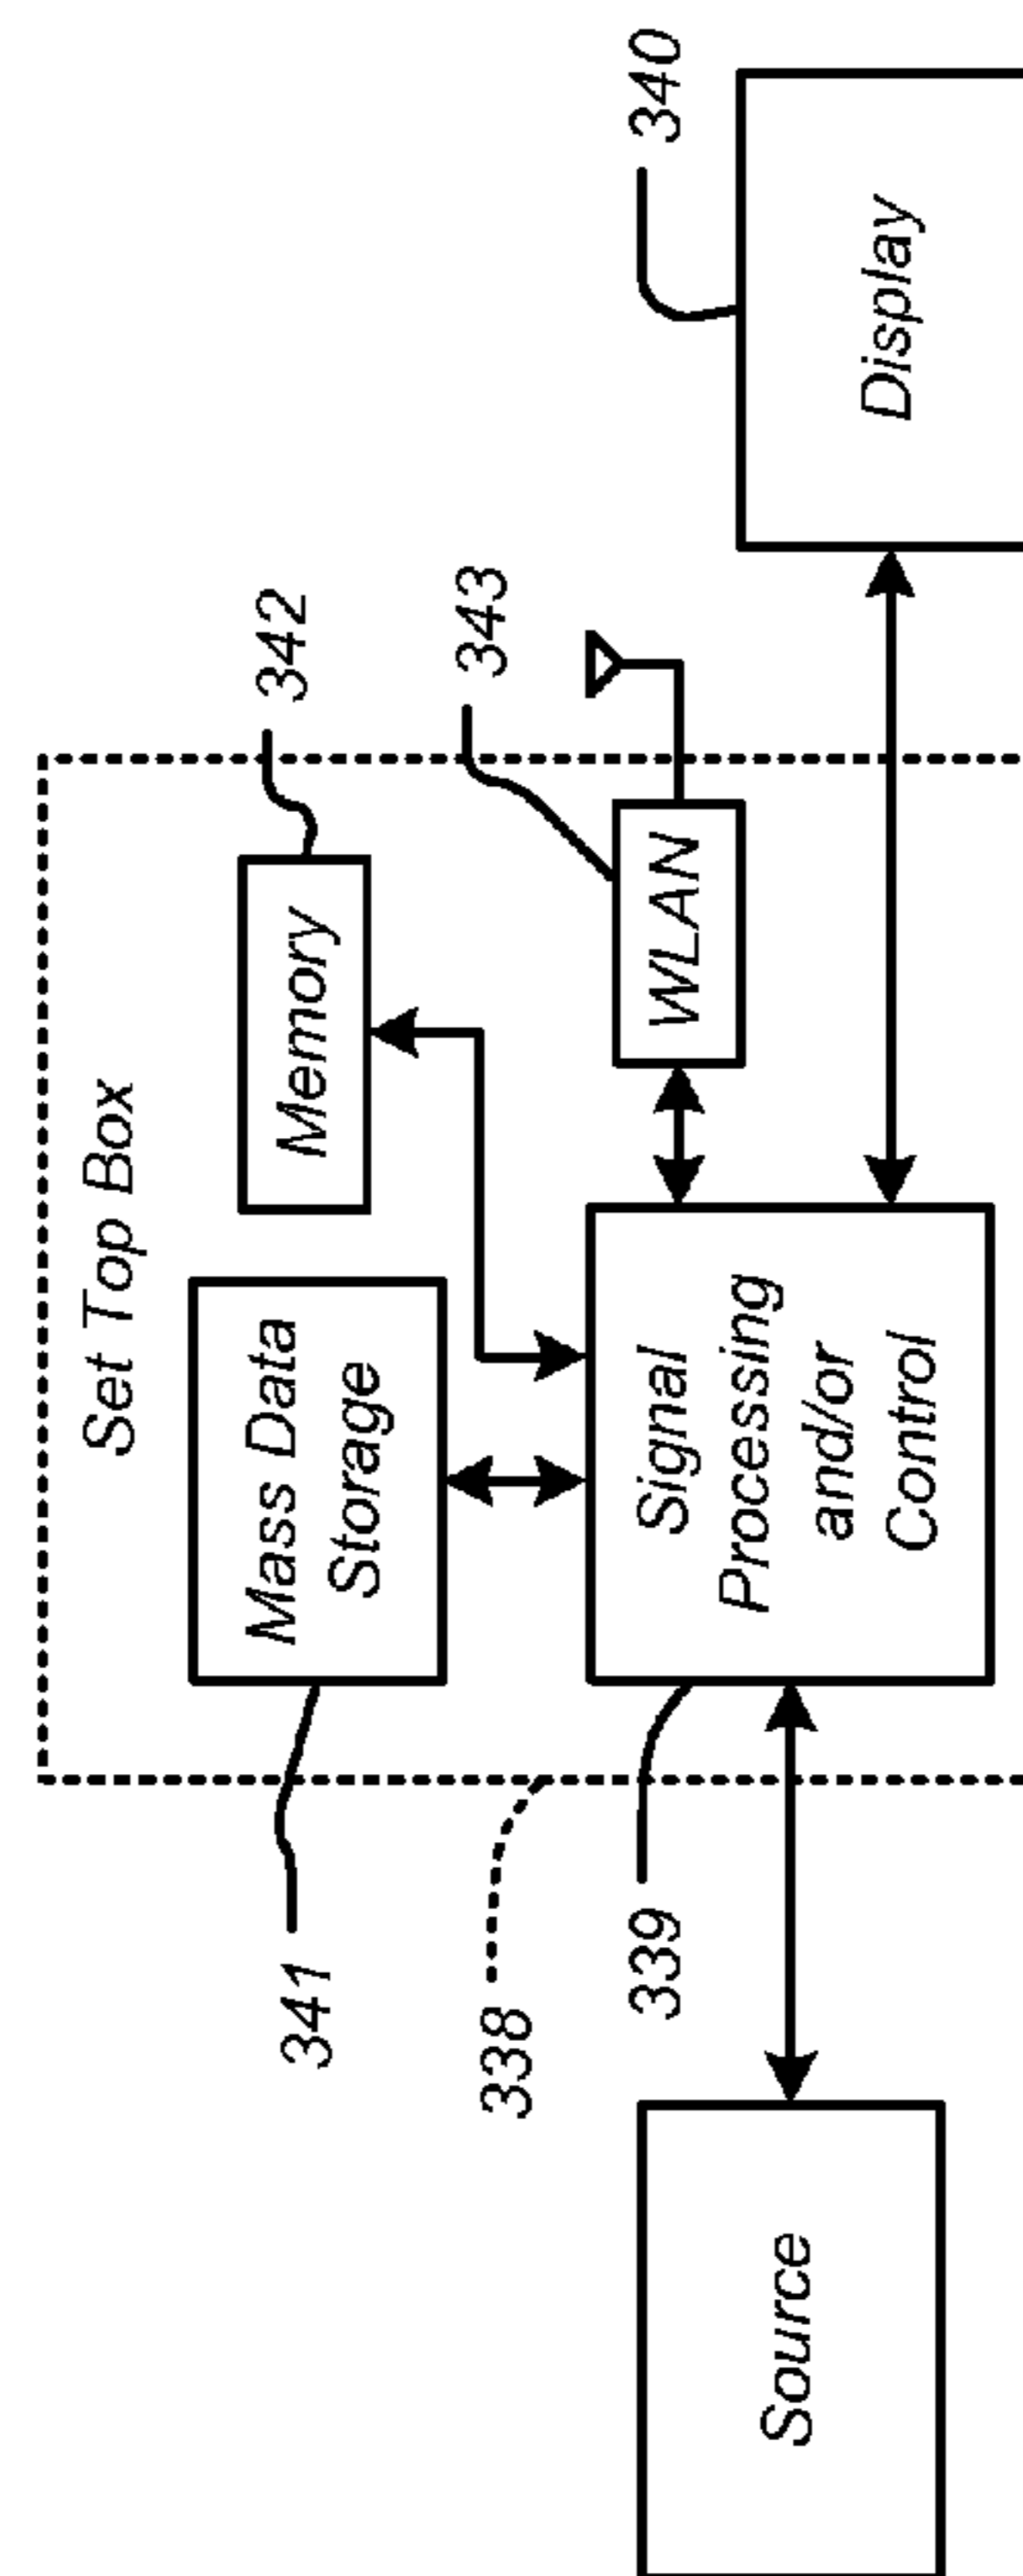 Set Top Box
341
Mass Data
Storage
Memory
342
338
343
WLAN
339
Signal
Processing
and/or
Control
340
Source
Display